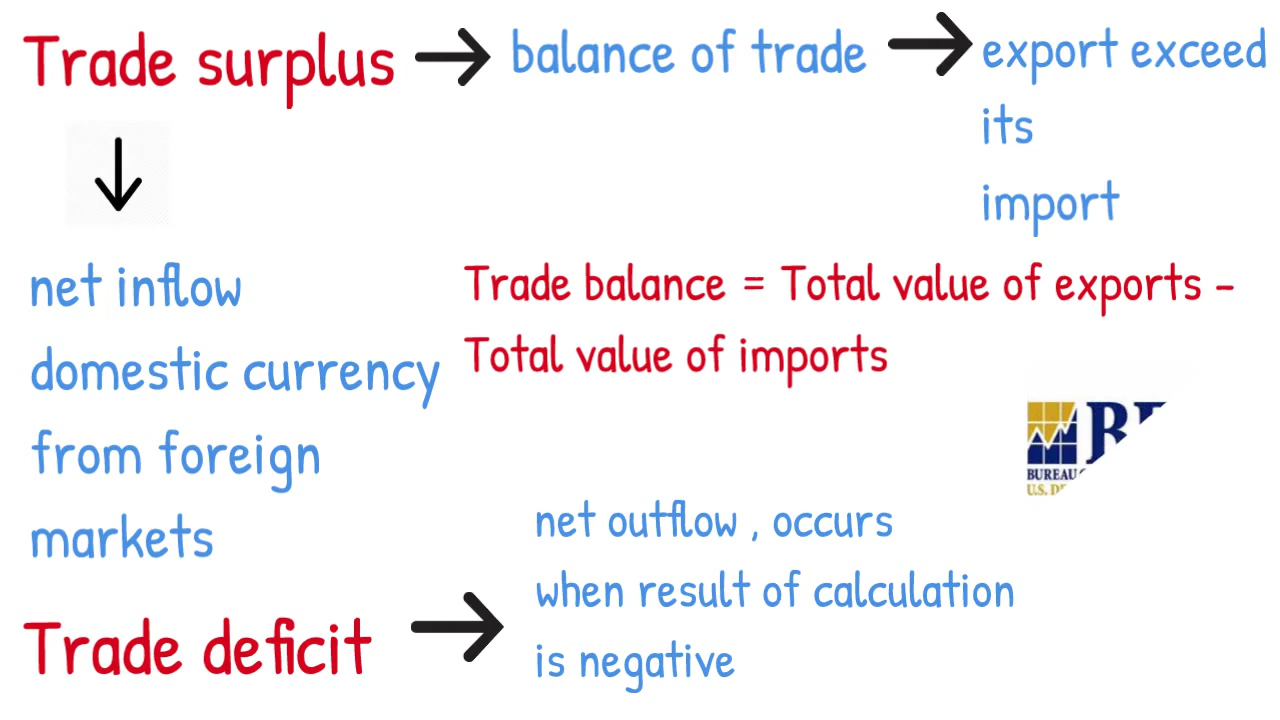 Trade surplus → balance of trade → export exceed
its
import
↓
net inflow
domestic currency
from foreign
markets
Trade balance = Total value of exports –
Total value of imports
BUREAU
U.S.
net outflow , occurs
when result of calculation
is negative
Trade deficit →